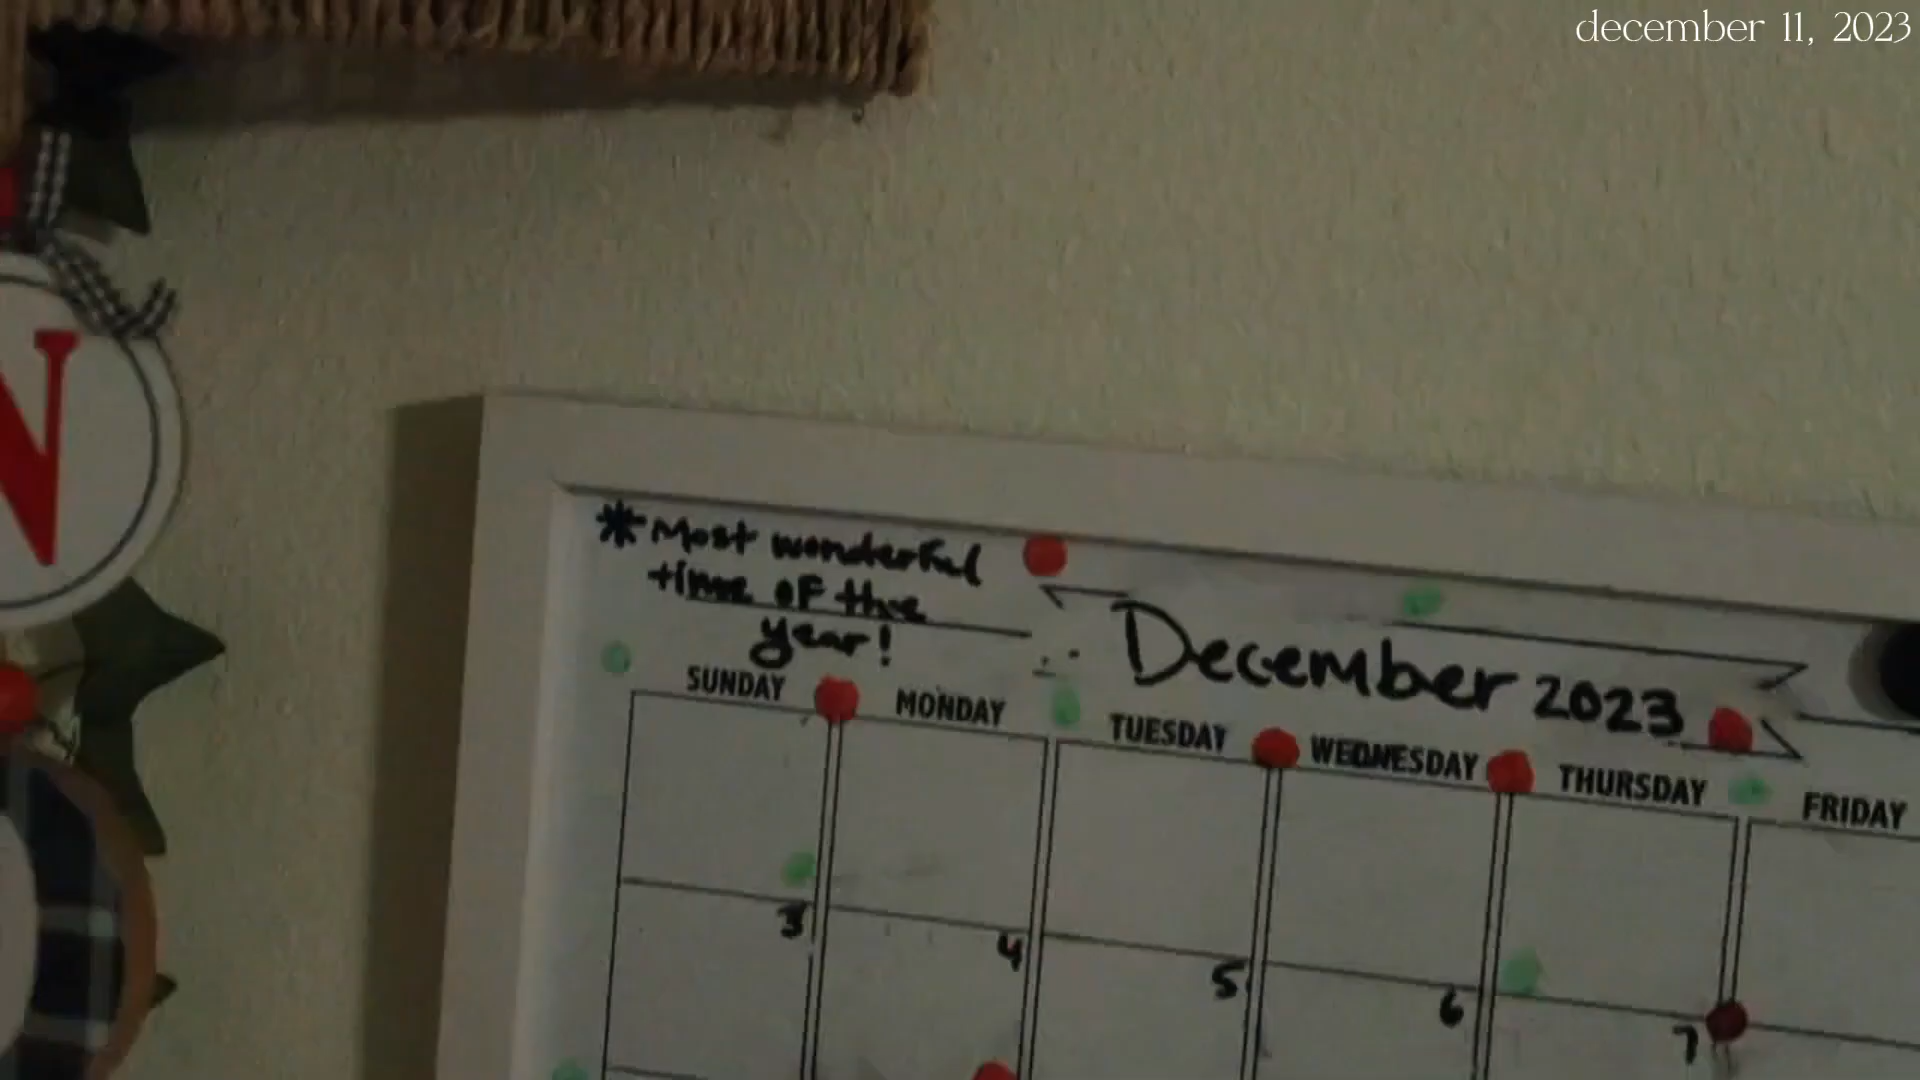 december 11, 2023
N
*Most wonderful
time of the
year!
December 2023
SUNDAY MONDAY TUESDAY WEDNESDAY THURSDAY FRIDAY
3 4 5 6 7